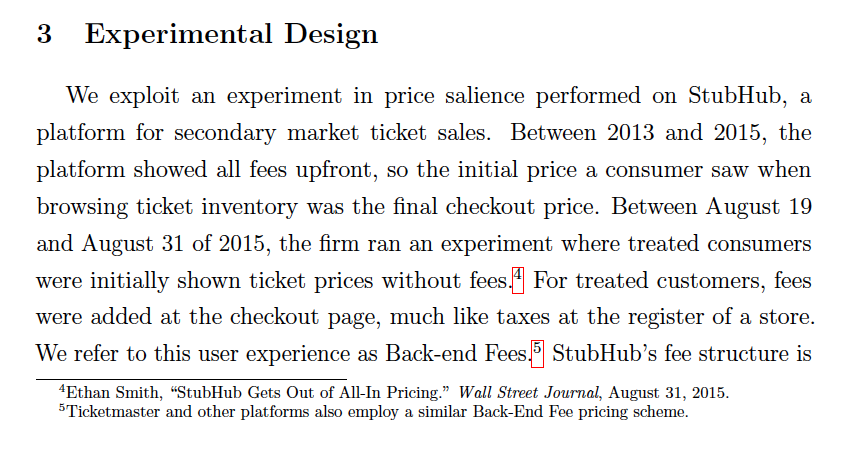 3 Experimental Design
We exploit an experiment in price salience performed on StubHub, a
platform for secondary market ticket sales. Between 2013 and 2015, the
platform showed all fees upfront, so the initial price a consumer saw when
browsing ticket inventory was the final checkout price. Between August 19
and August 31 of 2015, the firm ran an experiment where treated consumers
were initially shown ticket prices without fees.4 For treated customers, fees
were added at the checkout page, much like taxes at the register of a store.
We refer to this user experience as Back-end Fees.5 StubHub’s fee structure is
4Ethan Smith, “StubHub Gets Out of All-In Pricing.” Wall Street Journal, August 31, 2015.
5Ticketmaster and other platforms also employ a similar Back-End Fee pricing scheme.